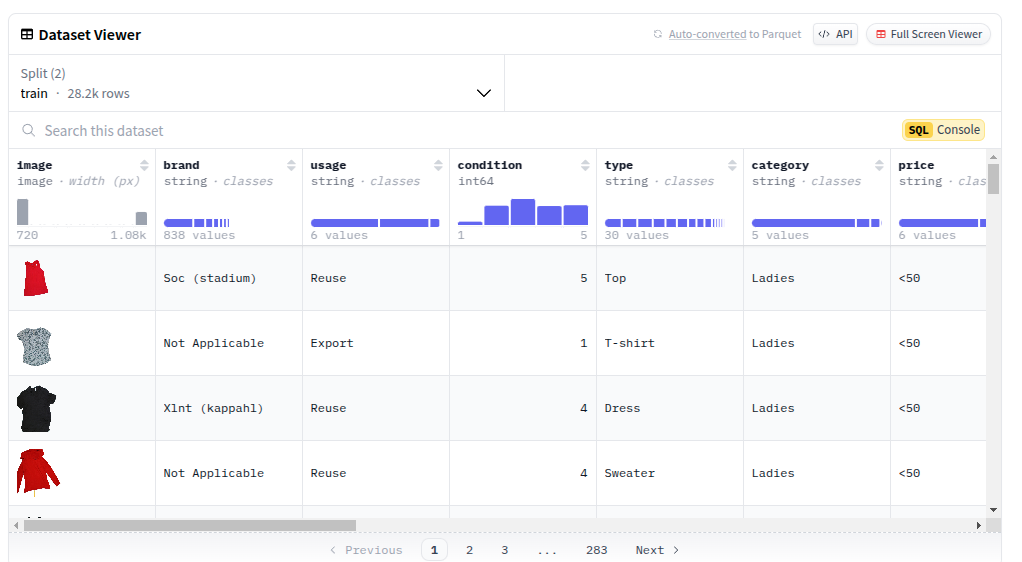 Dataset Viewer
Auto-converted to Parquet
API
Full Screen Viewer
Split (2)
train · 28.2k rows
Search this dataset
SQL Console
image brand usage condition type category price
image · width (px) string · classes string · classes int64 string · classes string · classes string · clas
720 1.08k 838 values 6 values 1 5 30 values 5 values 6 values
Soc (stadium) Reuse 5 Top Ladies <50
Not Applicable Export 1 T-shirt Ladies <50
Xlnt (kappahl) Reuse 4 Dress Ladies <50
Not Applicable Reuse 4 Sweater Ladies <50
< Previous 1 2 3 ... 283 Next >